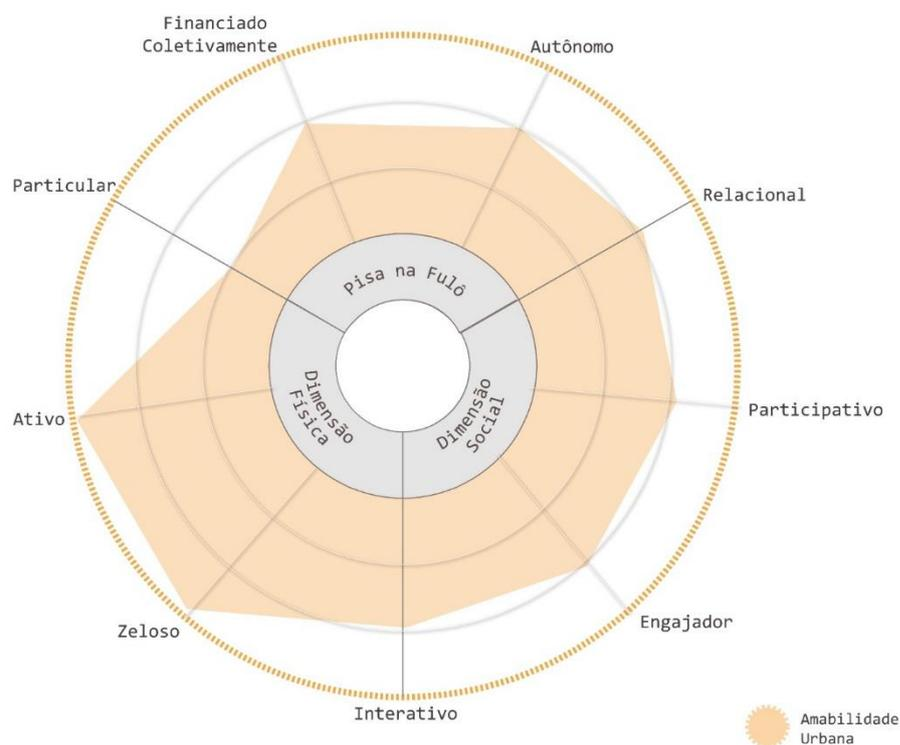 Financiado
Coletivamente
Autônomo
Particular
Relacional
Pisa na Fulô
Dimensão
Física
Dimensão
Social
Ativo
Participativo
Zeloso
Engajador
Interativo
Amabilidade
Urbana